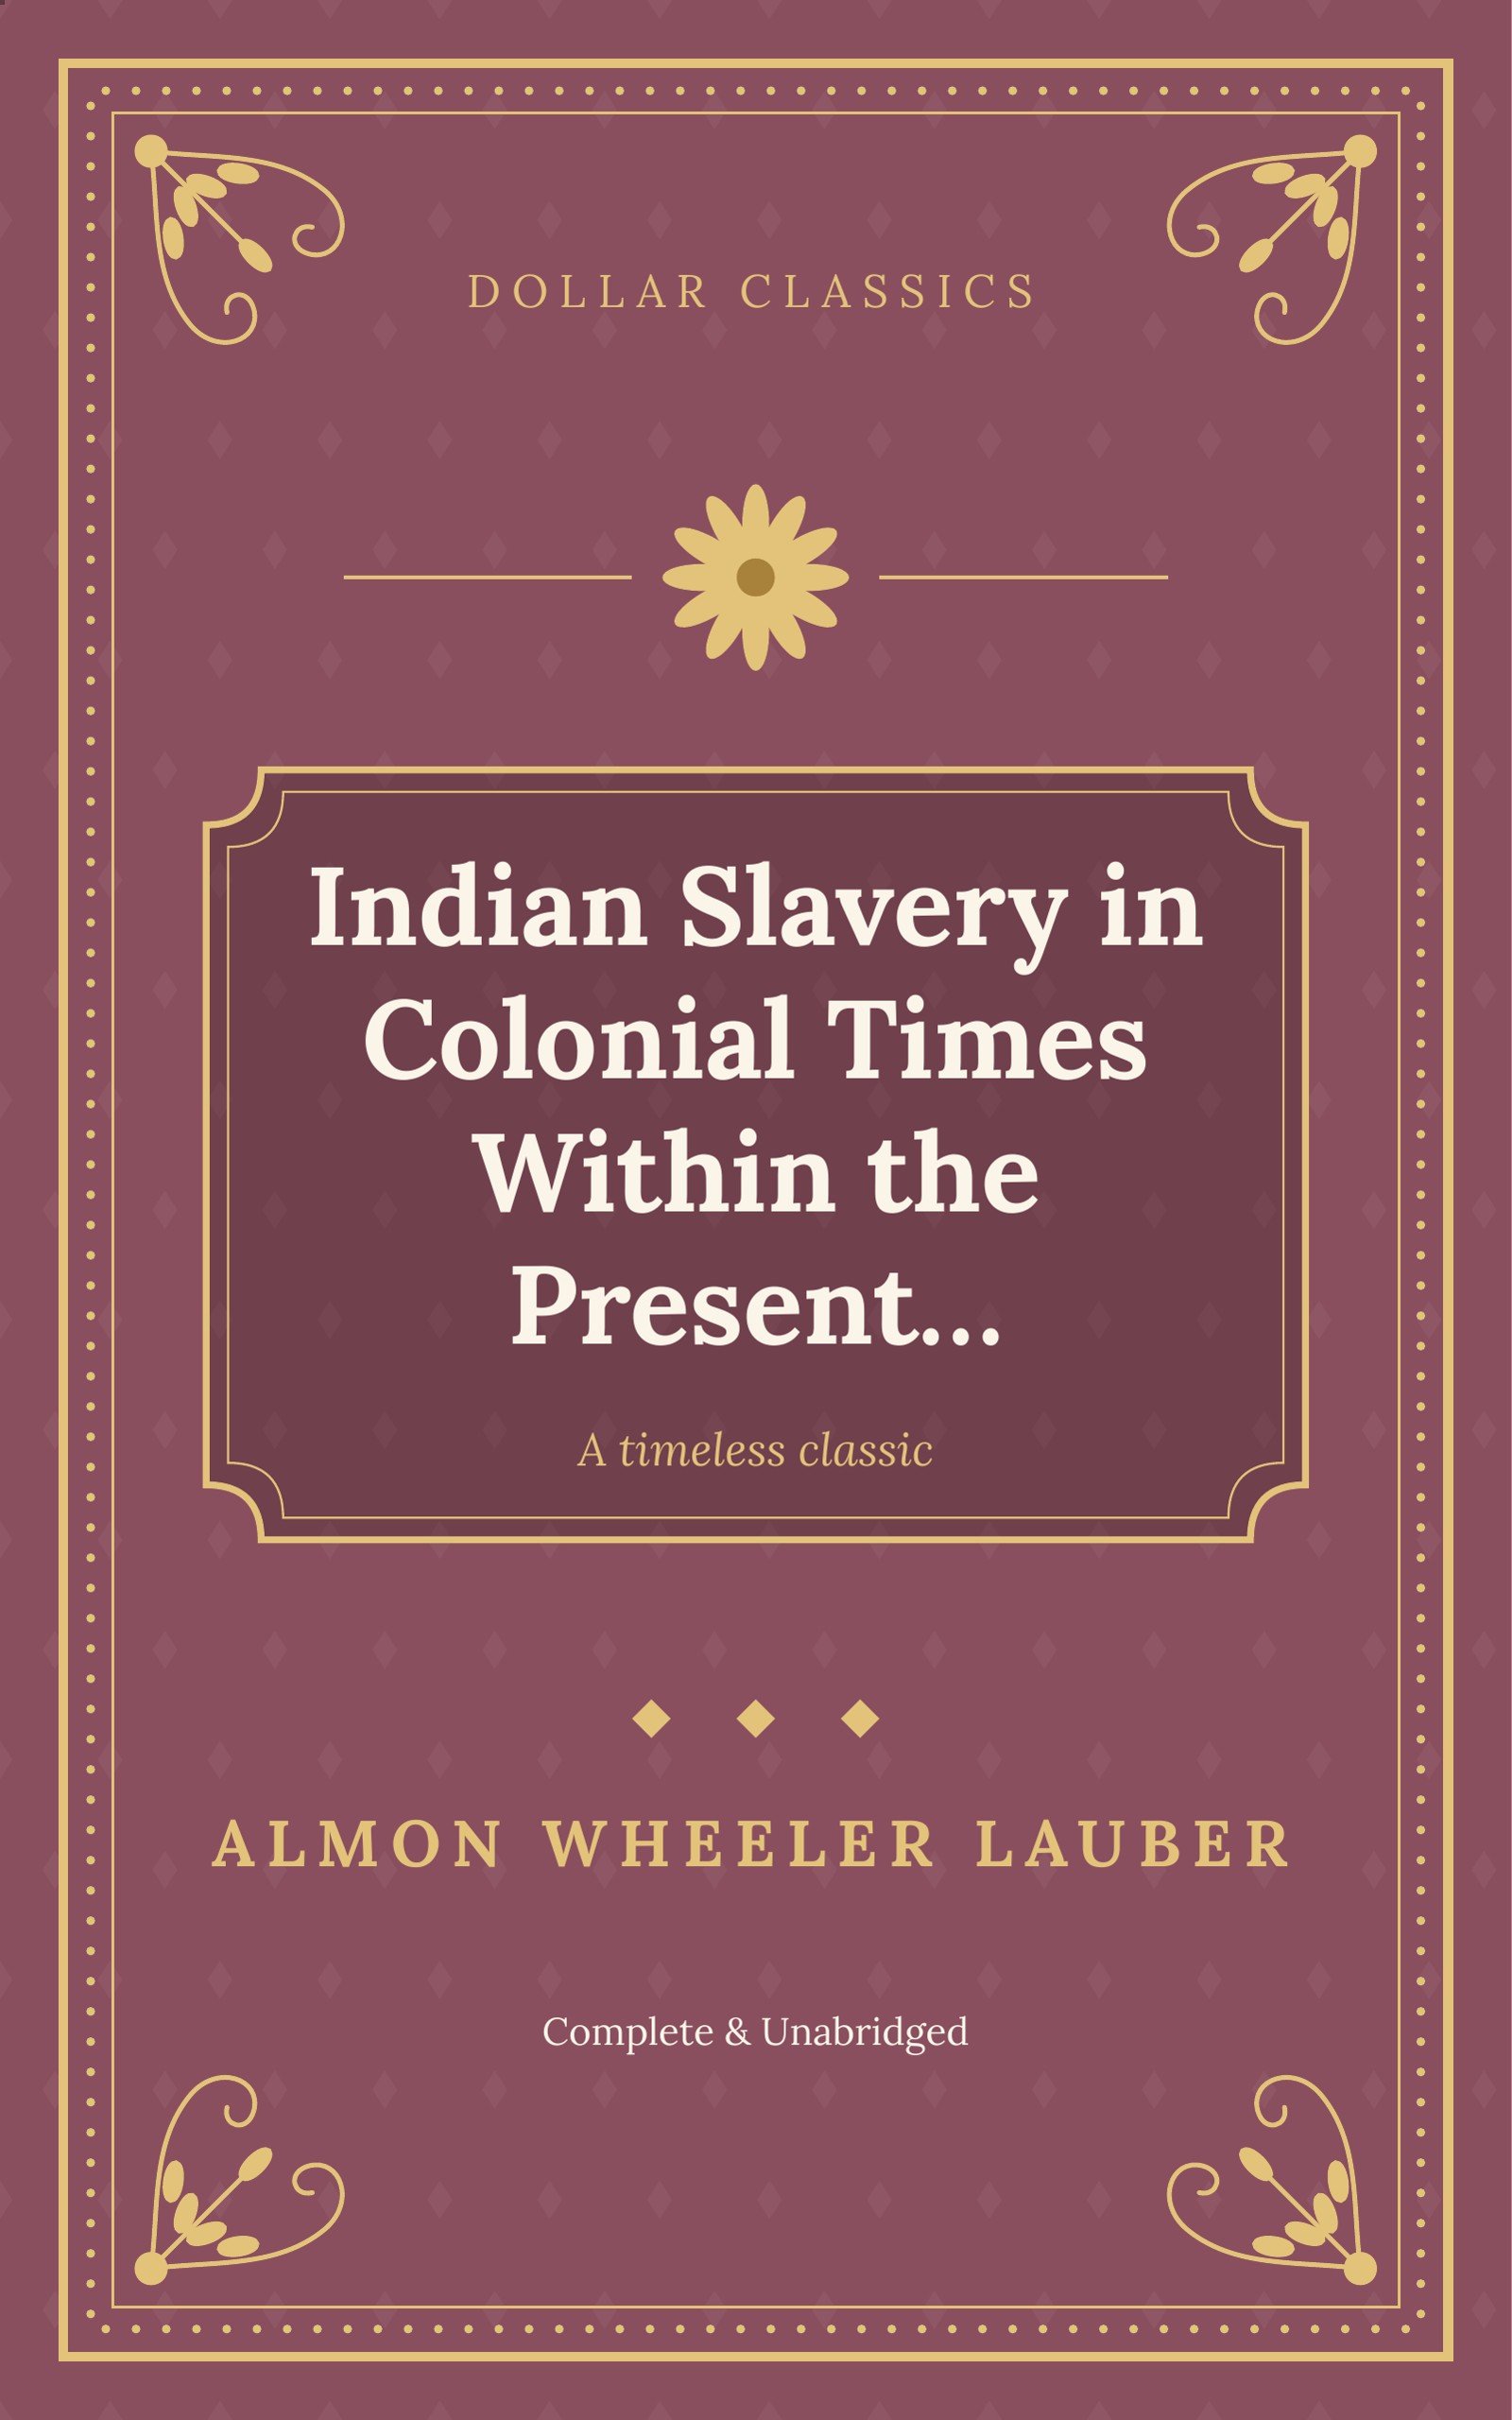 DOLLAR CLASSICS
Indian Slavery in
Colonial Times
Within the
Present...
A timeless classic
ALMON WHEELER LAUBER
Complete & Unabridged